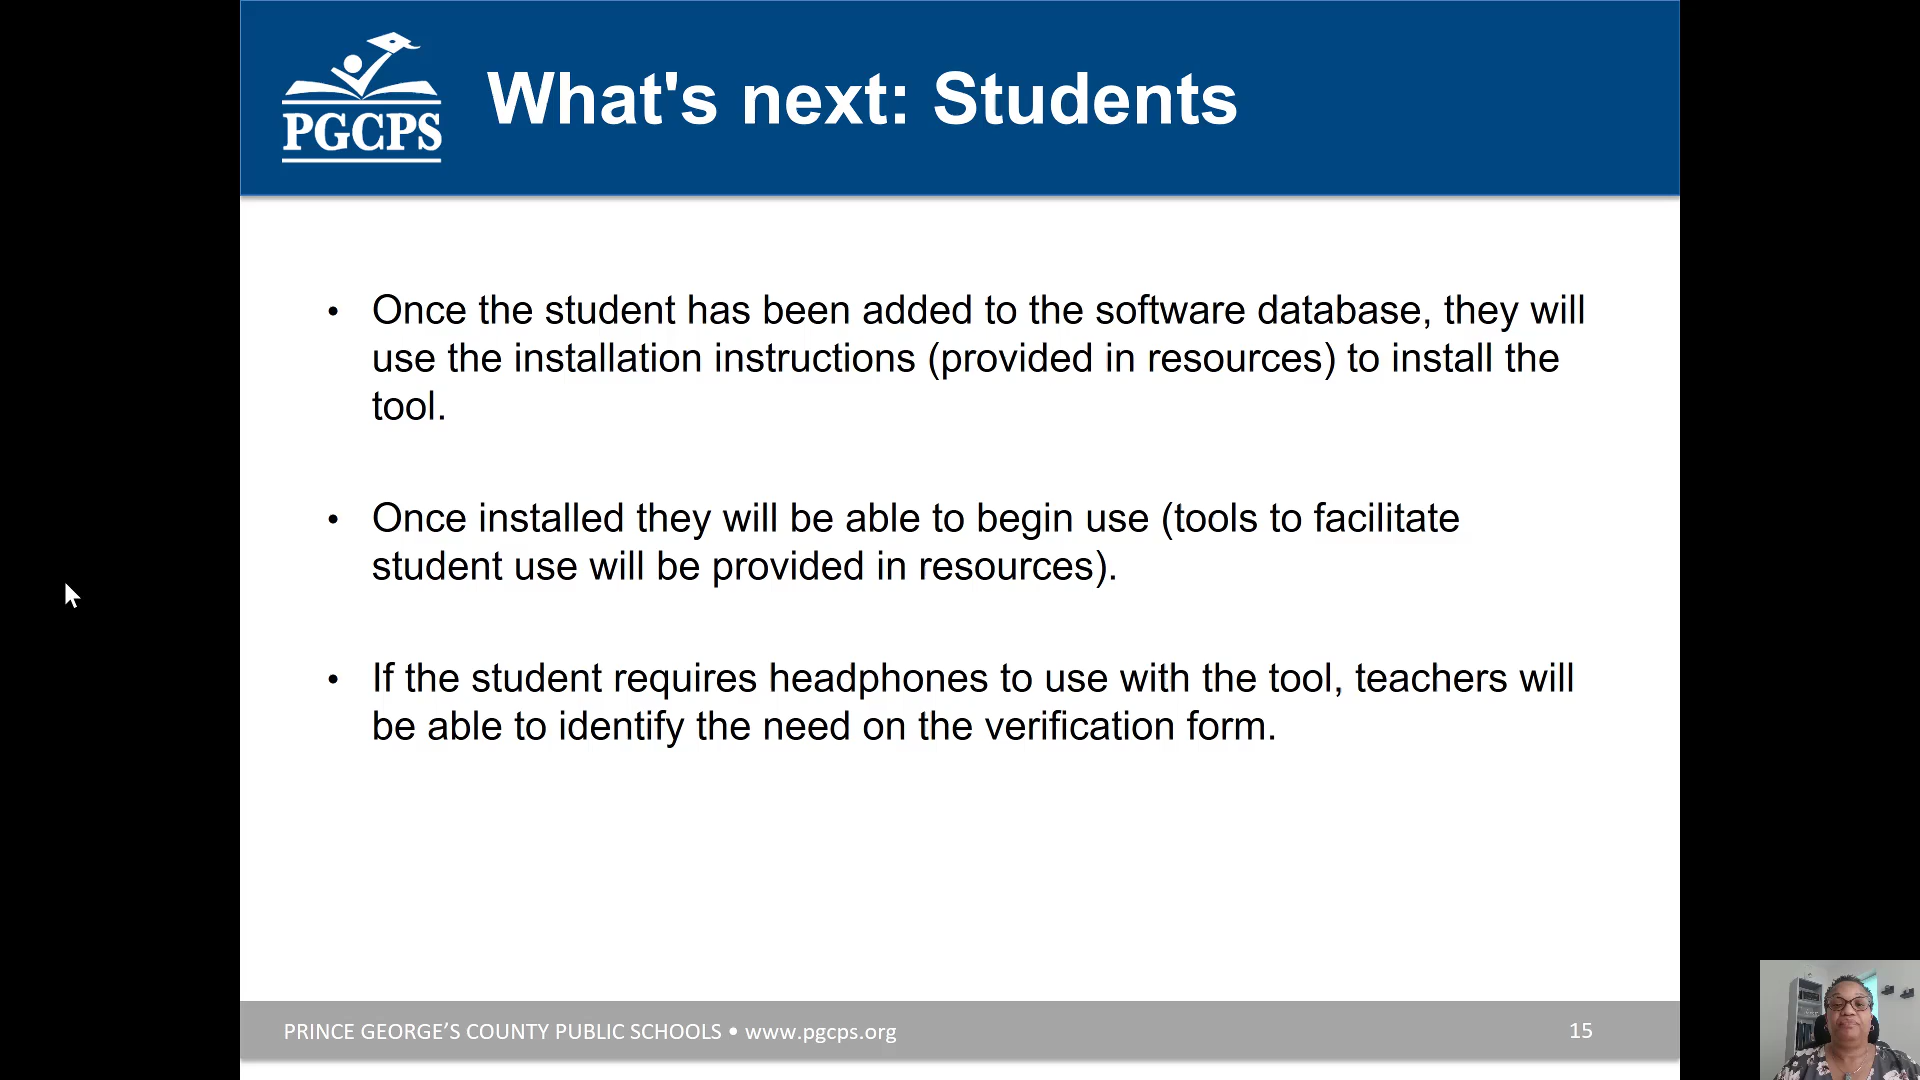 PGCPS
What's next: Students
• Once the student has been added to the software database, they will
use the installation instructions (provided in resources) to install the
tool.
• Once installed they will be able to begin use (tools to facilitate
student use will be provided in resources).
• If the student requires headphones to use with the tool, teachers will
be able to identify the need on the verification form.
PRINCE GEORGE’S COUNTY PUBLIC SCHOOLS • www.pgcps.org
15